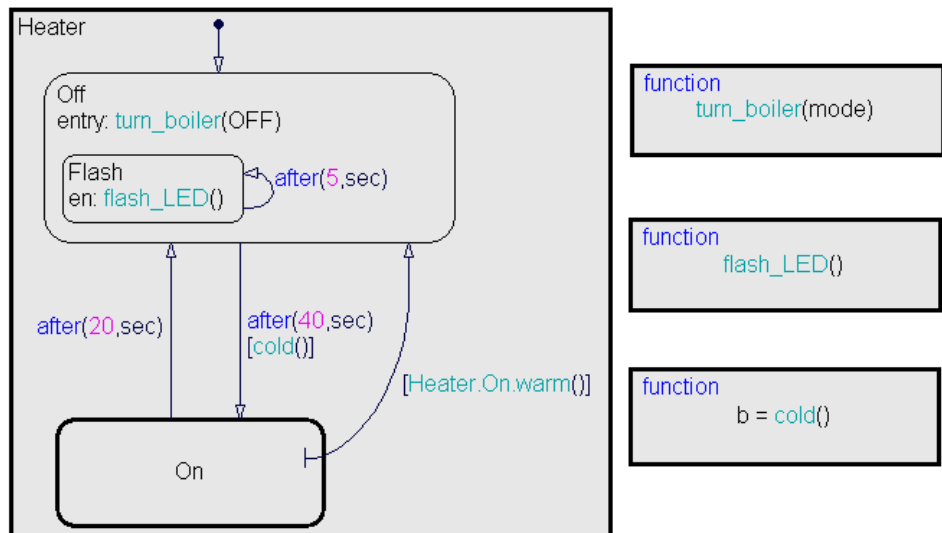 Heater
Off
entry: turn_boiler(OFF)
Flash
en: flash_LED()
after(5,sec)
after(20,sec)
after(40,sec)
[cold()]
[Heater.On.warm()]
On
function
turn_boiler(mode)
function
flash_LED()
function
b = cold()